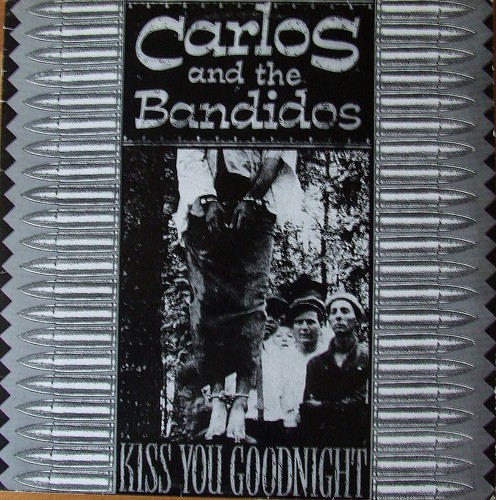 Carlos
and the
Bandidos
KISS YOU GOODNIGHT